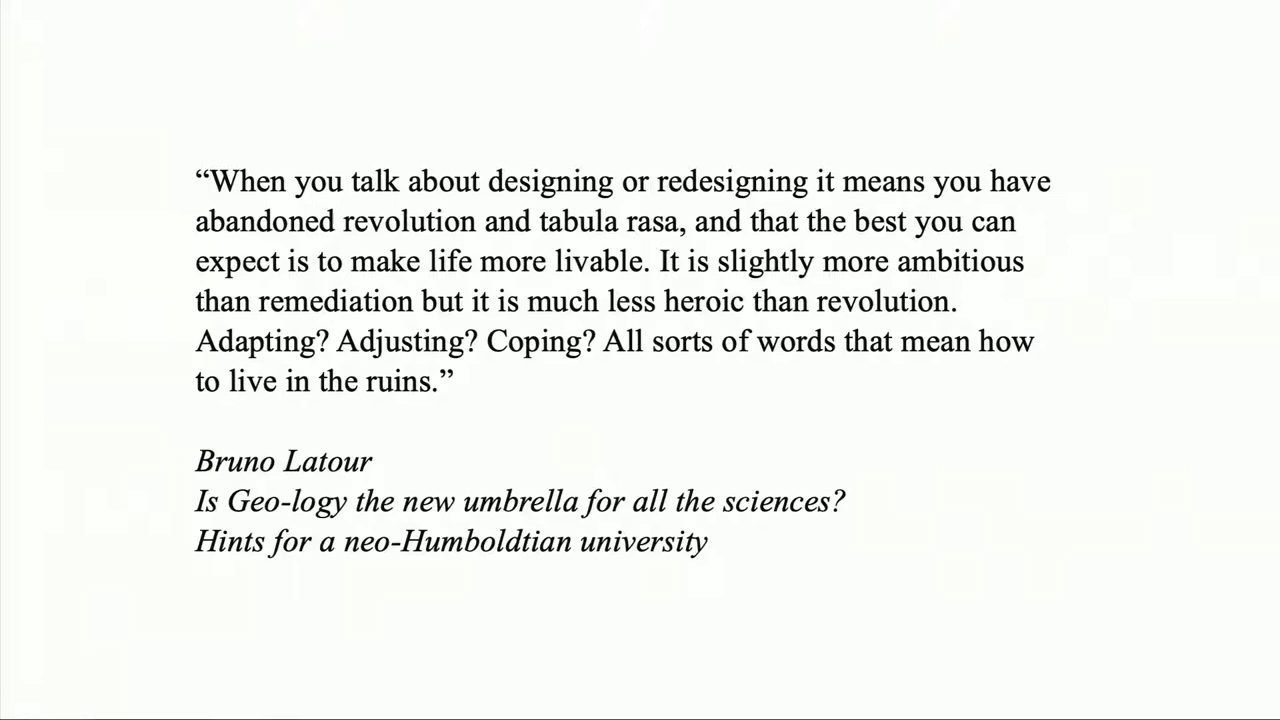 “When you talk about designing or redesigning it means you have
abandoned revolution and tabula rasa, and that the best you can
expect is to make life more livable. It is slightly more ambitious
than remediation but it is much less heroic than revolution.
Adapting? Adjusting? Coping? All sorts of words that mean how
to live in the ruins.”
Bruno Latour
Is Geo-logy the new umbrella for all the sciences?
Hints for a neo-Humboldtian university